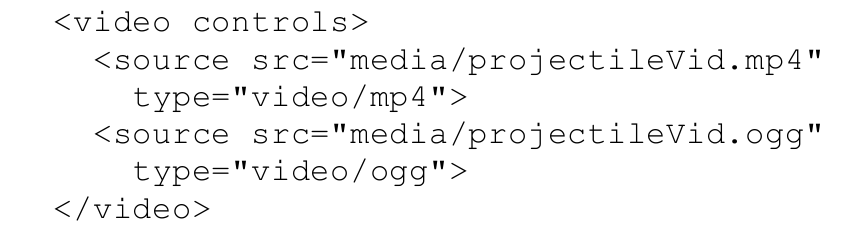 <video controls>
  <source src="media/projectileVid.mp4"
    type="video/mp4">
  <source src="media/projectileVid.ogg"
    type="video/ogg">
</video>